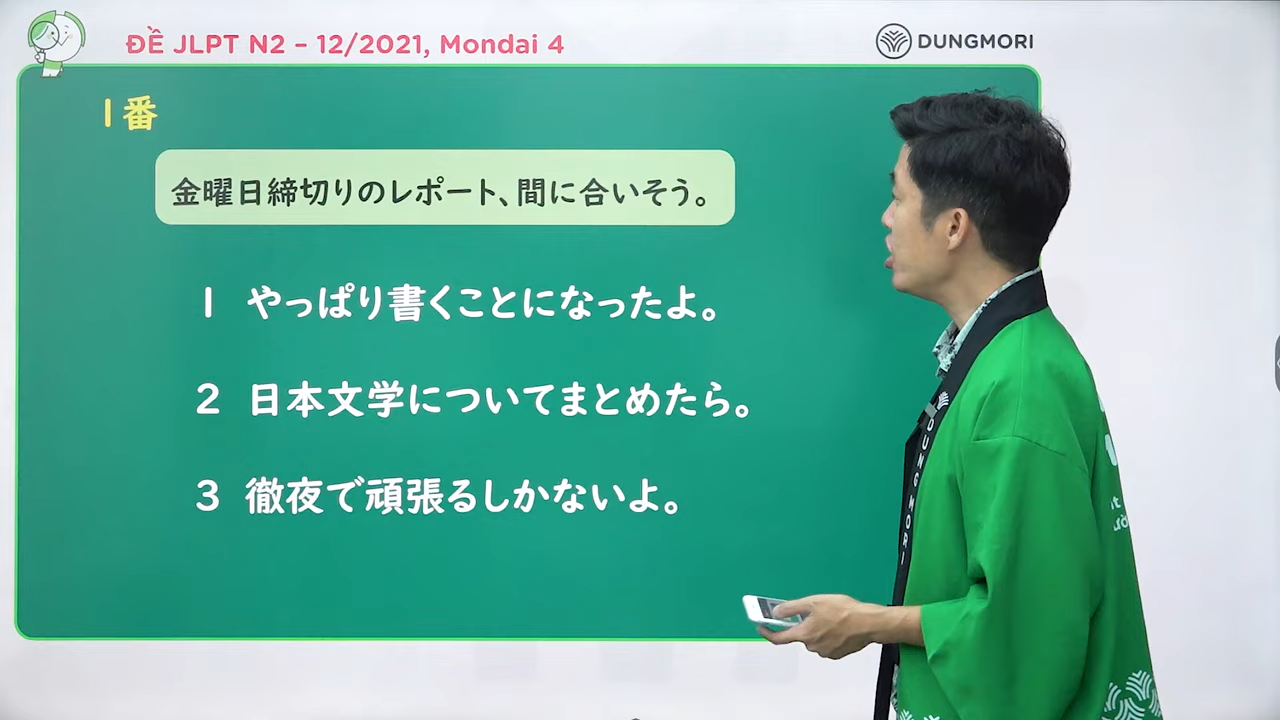 ĐỀ JLPT N2 – 12/2021, Mondai 4
DUNGMORI
1番
金曜日締切りのレポート、間に合いそう。
1 やっぱり書くことになったよ。
2 日本文学についてまとめたら。
3 徹夜で頑張るしかないよ。
DUNG MORI